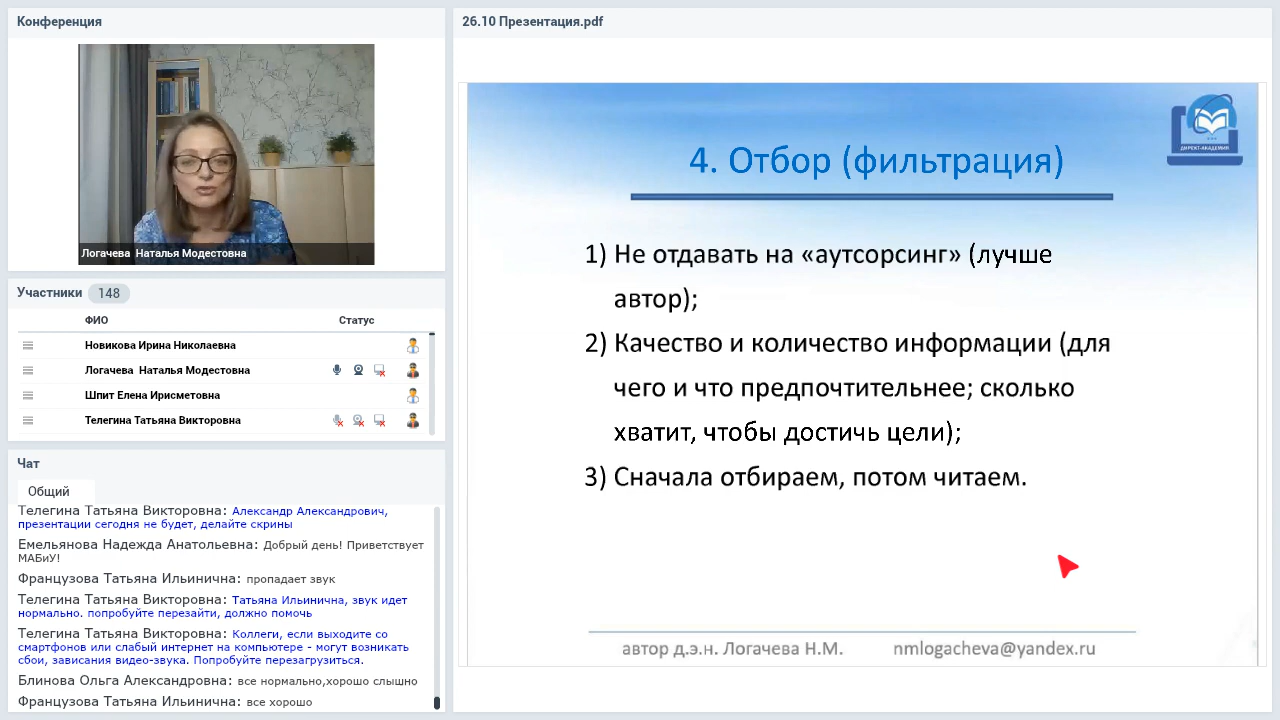 Конференция
Логачева  Наталья Модестовна
Участники 148
ФИО Статус
Новикова Ирина Николаевна
Логачева  Наталья Модестовна
Шпит Елена Ирисметовна
Телегина Татьяна Викторовна
Чат
Общий
Телегина Татьяна Викторовна: Александр Александрович,
презентации сегодня не будет, делайте скрины
Емельянова Надежда Анатольевна: Добрый день! Приветствует
МАБиУ!
Французова Татьяна Ильинична: пропадает звук
Телегина Татьяна Викторовна: Татьяна Ильинична, звук идет
нормально. попробуйте перезайти, должно помочь
Телегина Татьяна Викторовна: Коллеги, если выходите со
смартфонов или слабый интернет на компьютере - могут возникать
сбои, зависания видео-звука. Попробуйте перезагрузиться.
Блинова Ольга Александровна: все нормально,хорошо слышно
Французова Татьяна Ильинична: все хорошо
26.10 Презентация.pdf
ДИРЕКТ-АКАДЕМИЯ
4. Отбор (фильтрация)
1) Не отдавать на «аутсорсинг» (лучше
автор);
2) Качество и количество информации (для
чего и что предпочтительнее; сколько
хватит, чтобы достичь цели);
3) Сначала отбираем, потом читаем.
автор д.э.н. Логачева Н.М. nmlogacheva@yandex.ru